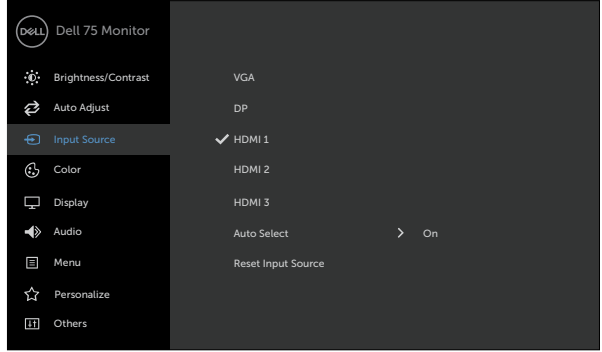 DELL Dell 75 Monitor
Brightness/Contrast VGA
Auto Adjust DP
Input Source HDMI 1
Color HDMI 2
Display HDMI 3
Audio Auto Select On
Menu Reset Input Source
Personalize
Others